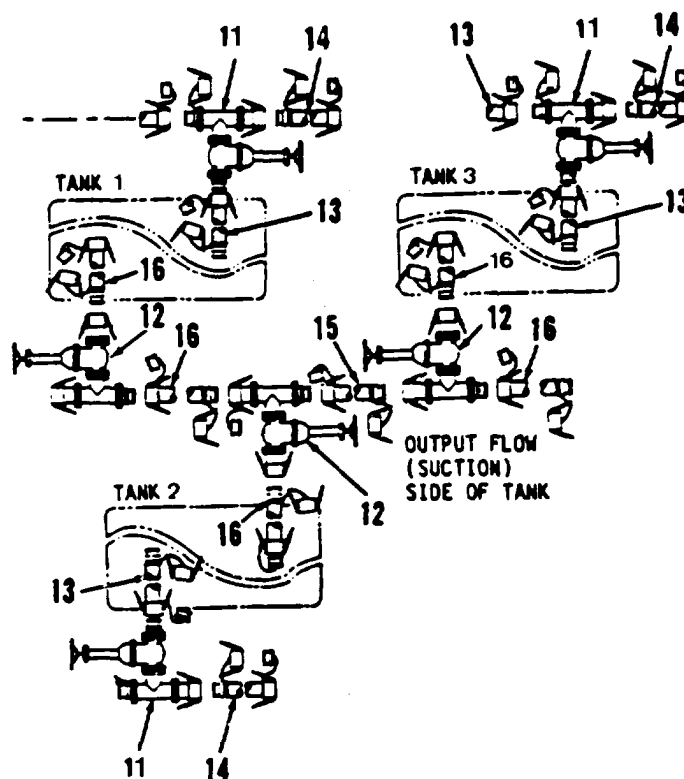 11 14 13 11 14
TANK 1 TANK 3
13 13
16 16
12 16 15 12 16
OUTPUT FLOW
(SUCTION)
SIDE OF TANK
TANK 2
16 12
13
11 14